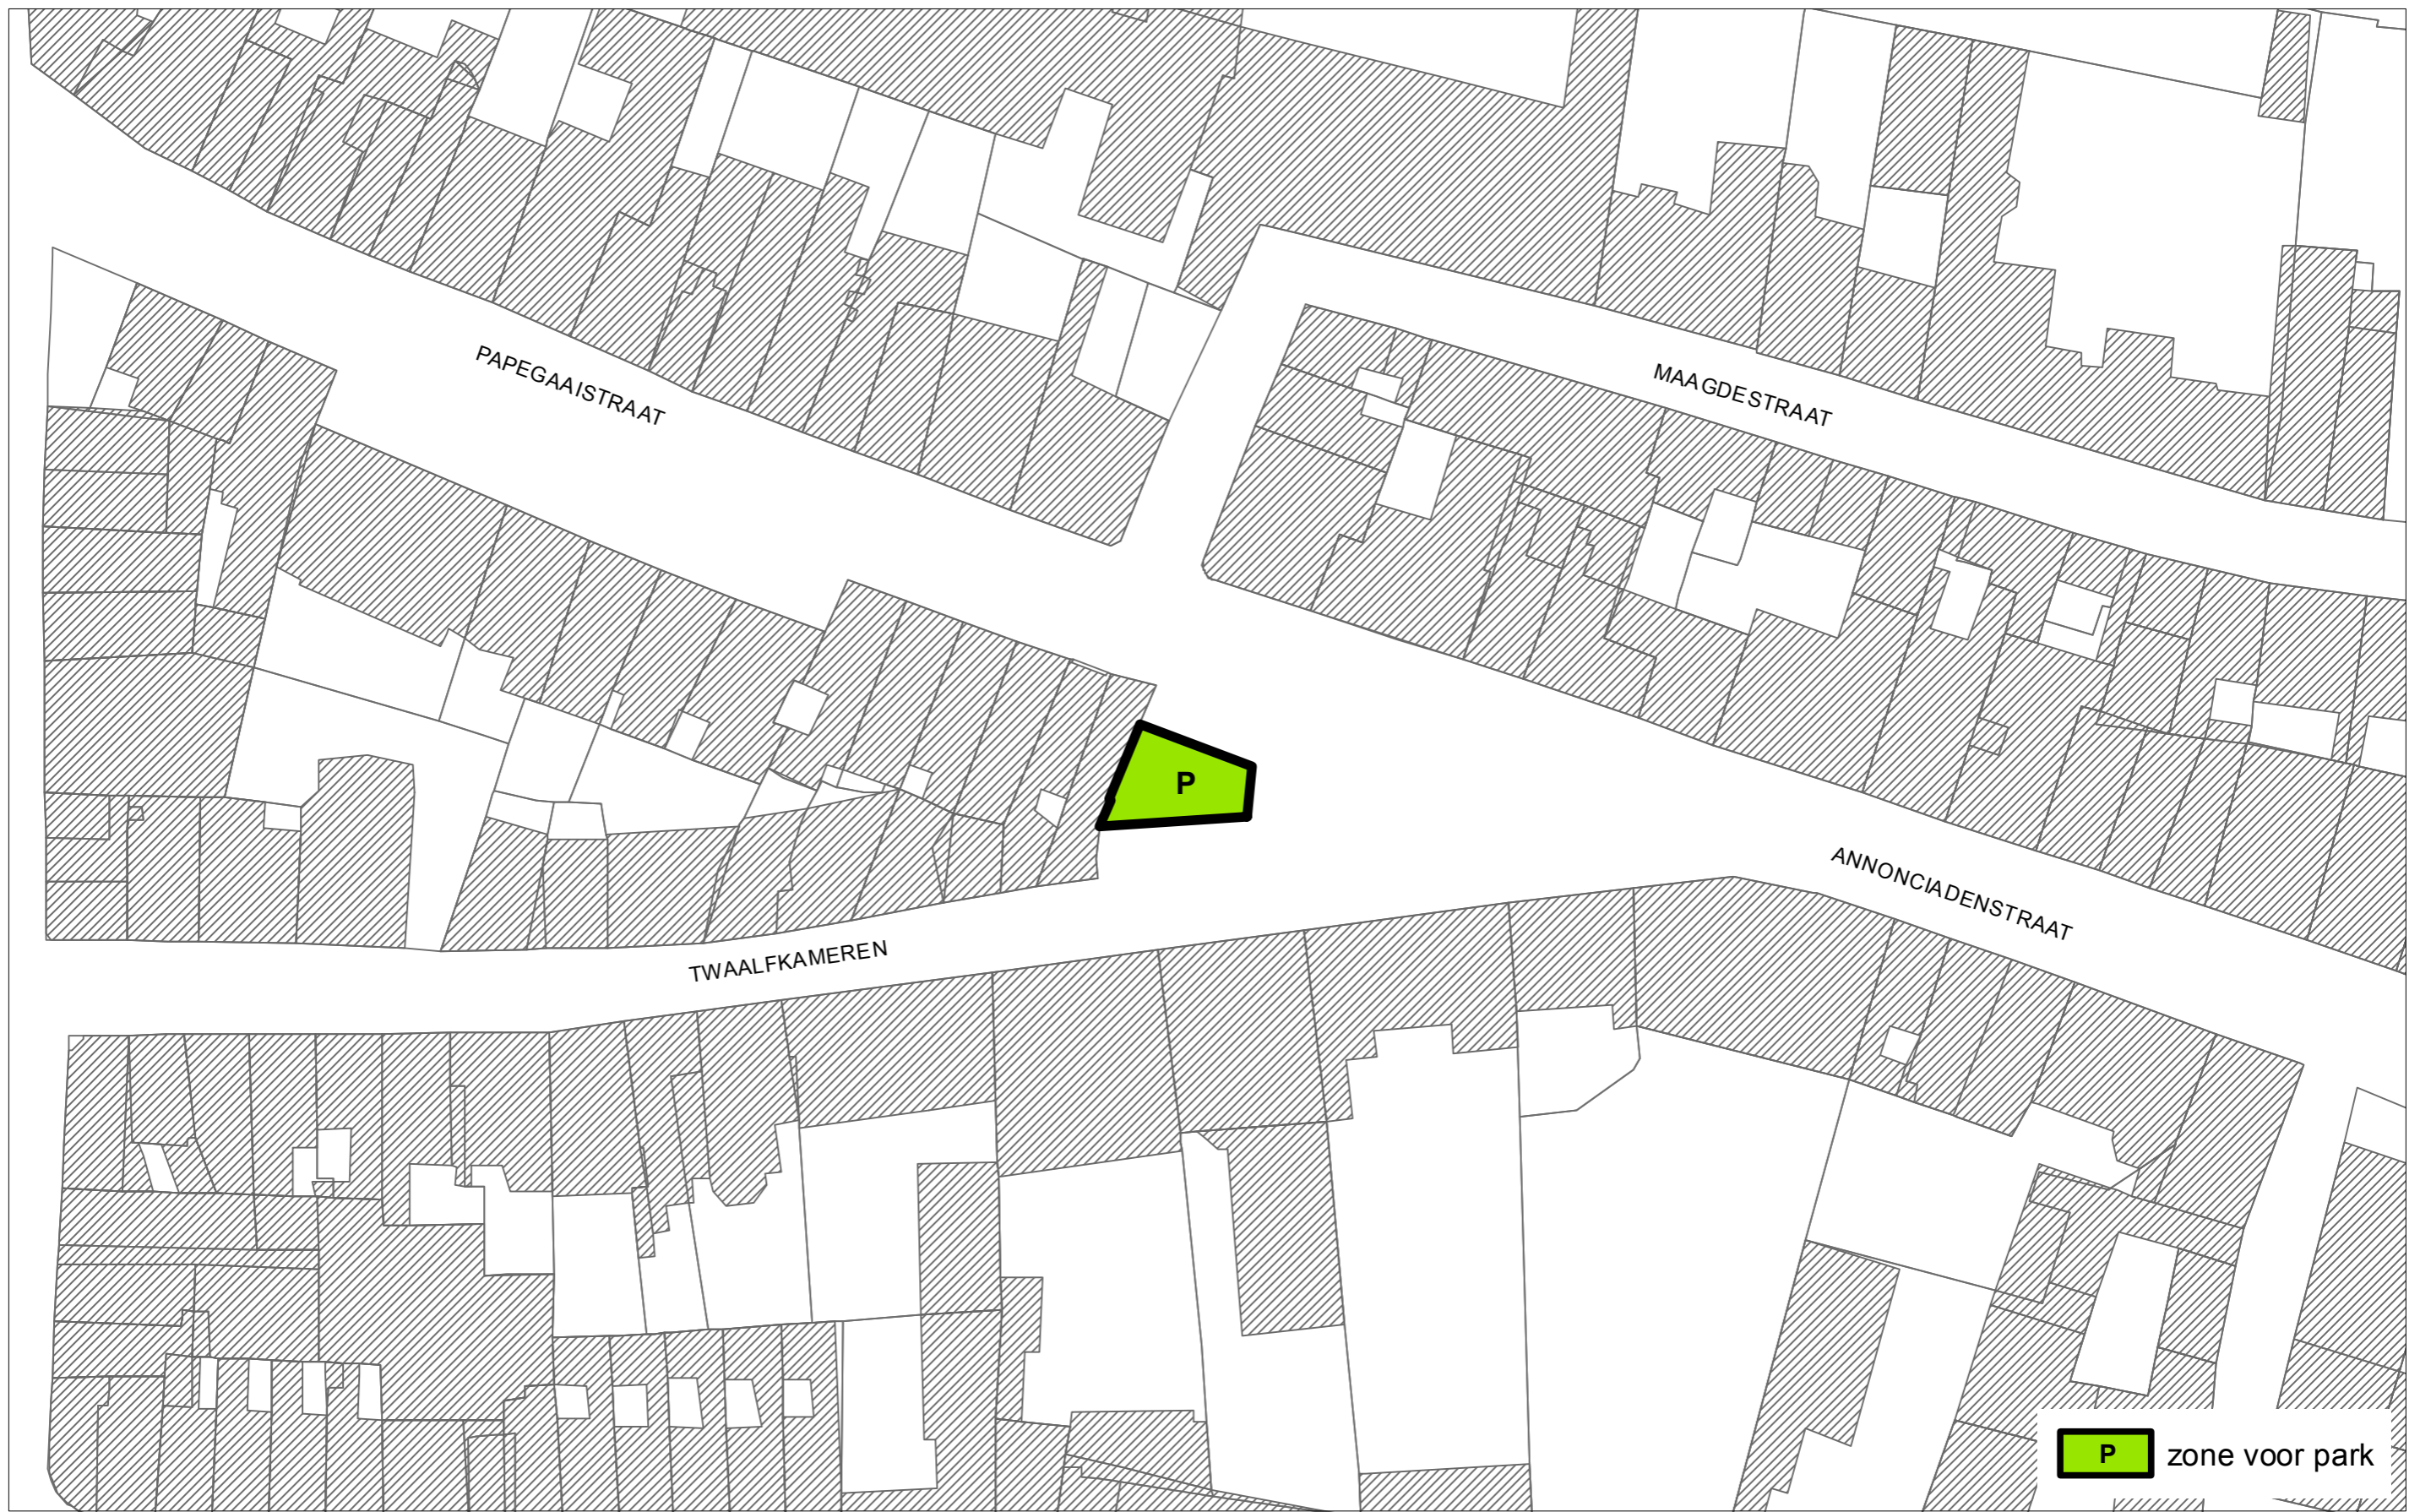 PAPEGAAISTRAAT
MAAGDESTRAAT
P
ANNONCIADENSTRAAT
TWAALFKAMEREN
P zone voor park